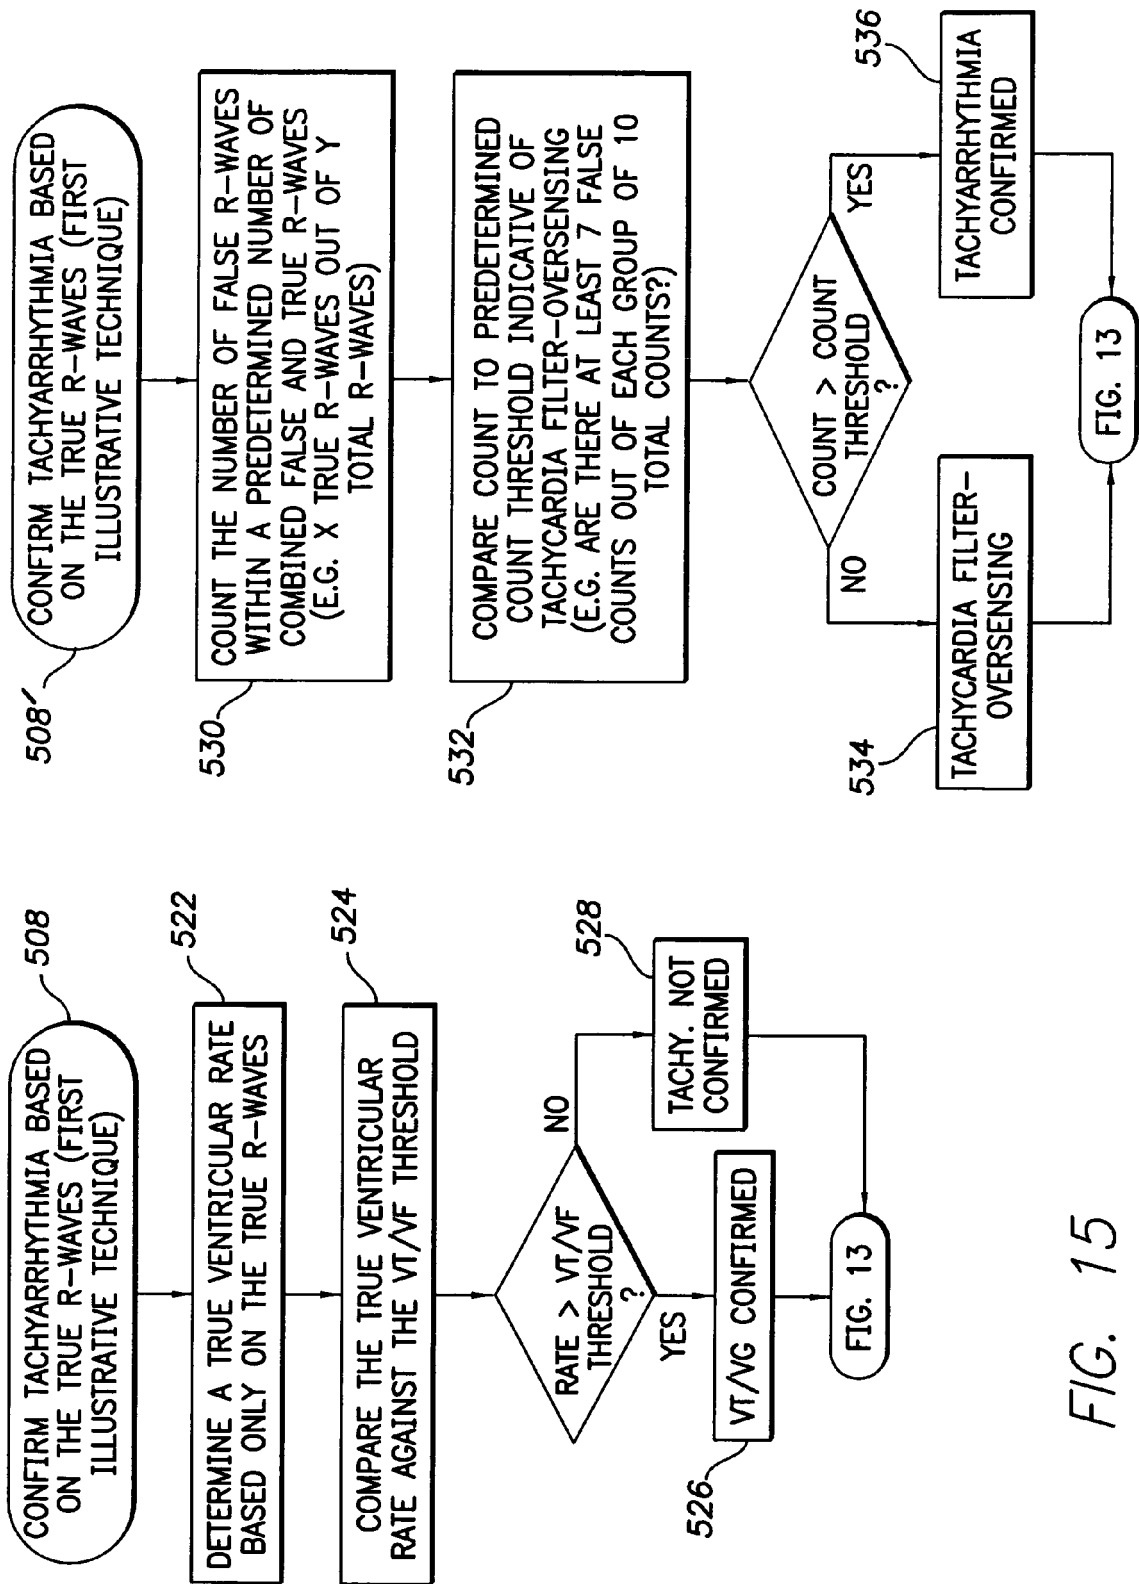 CONFIRM TACHYARRHYTHMIA BASED
ON THE TRUE R-WAVES (FIRST
ILLUSTRATIVE TECHNIQUE)
508
DETERMINE A TRUE VENTRICULAR RATE
BASED ONLY ON THE TRUE R-WAVES
522
COMPARE THE TRUE VENTRICULAR
RATE AGAINST THE VT/VF THRESHOLD
524
RATE > VT/VF
THRESHOLD
?
NO
YES
528
TACHY. NOT
CONFIRMED
VT/VG CONFIRMED
526
FIG. 13
CONFIRM TACHYARRHYTHMIA BASED
ON THE TRUE R-WAVES (FIRST
ILLUSTRATIVE TECHNIQUE)
508'
COUNT THE NUMBER OF FALSE R-WAVES
WITHIN A PREDETERMINED NUMBER OF
COMBINED FALSE AND TRUE R-WAVES
(E.G. X TRUE R-WAVES OUT OF Y
TOTAL R-WAVES)
530
COMPARE COUNT TO PREDETERMINED
COUNT THRESHOLD INDICATIVE OF
TACHYCARDIA FILTER-OVERSENSING
(E.G. ARE THERE AT LEAST 7 FALSE
COUNTS OUT OF EACH GROUP OF 10
TOTAL COUNTS?)
532
COUNT > COUNT
THRESHOLD
?
NO
YES
534
TACHYCARDIA FILTER-
OVERSENSING
536
TACHYARRHYTHMIA
CONFIRMED
FIG. 13
FIG. 15